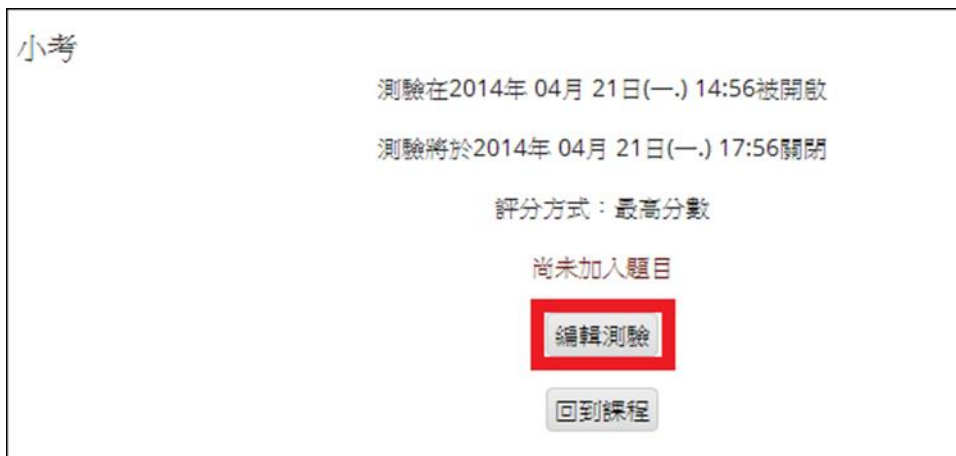 小考
測驗在2014年 04月 21日(一.) 14:56被開啟
測驗將於2014年 04月 21日(一.) 17:56關閉
評分方式：最高分數
尚未加入題目
編輯測驗
回到課程